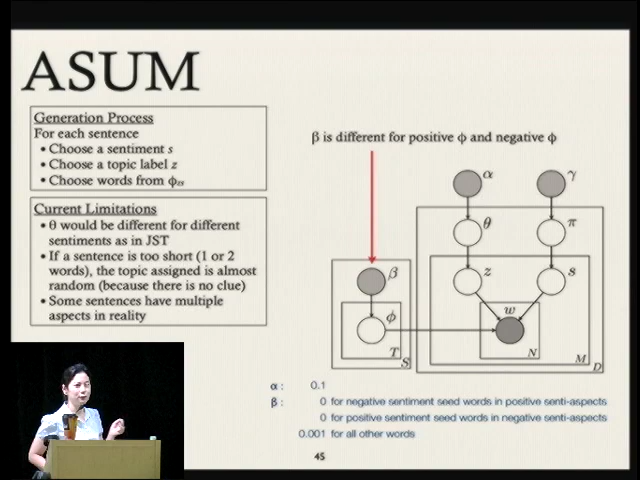 ASUM
Generation Process
For each sentence
• Choose a sentiment s
• Choose a topic label z
• Choose words from φzs
Current Limitations
• θ would be different for different
sentiments as in JST
• If a sentence is too short (1 or 2
words), the topic assigned is almost
random (because there is no clue)
• Some sentences have multiple
aspects in reality
β is different for positive φ and negative φ
α
γ
θ
π
β
z
s
w
φ
T
S
N
M
D
α : 0.1
β : 0 for negative sentiment seed words in positive senti-aspects
0 for positive sentiment seed words in negative senti-aspects
0.001 for all other words
45